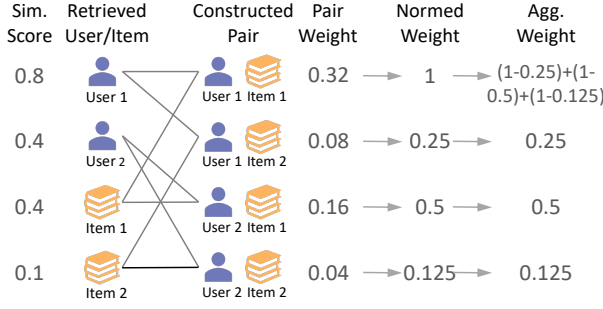 Sim. Score
Retrieved User/Item
Constructed Pair
Pair Weight
Normed Weight
Agg. Weight
0.8
User 1
User 1 Item 1
0.32
1
(1-0.25)+(1-
0.5)+(1-0.125)
0.4
User 2
User 1 Item 2
0.08
0.25
0.25
0.4
Item 1
User 2 Item 1
0.16
0.5
0.5
0.1
Item 2
User 2 Item 2
0.04
0.125
0.125